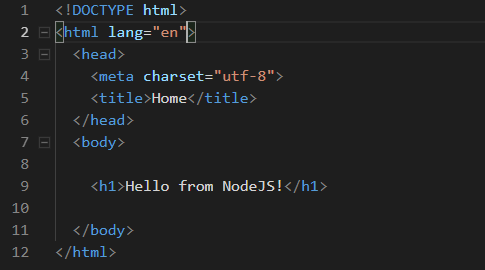 1 <!DOCTYPE html>
2 <html lang="en">
3 <head>
4 <meta charset="utf-8">
5 <title>Home</title>
6 </head>
7 <body>
8
9 <h1>Hello from NodeJS!</h1>
10
11 </body>
12 </html>